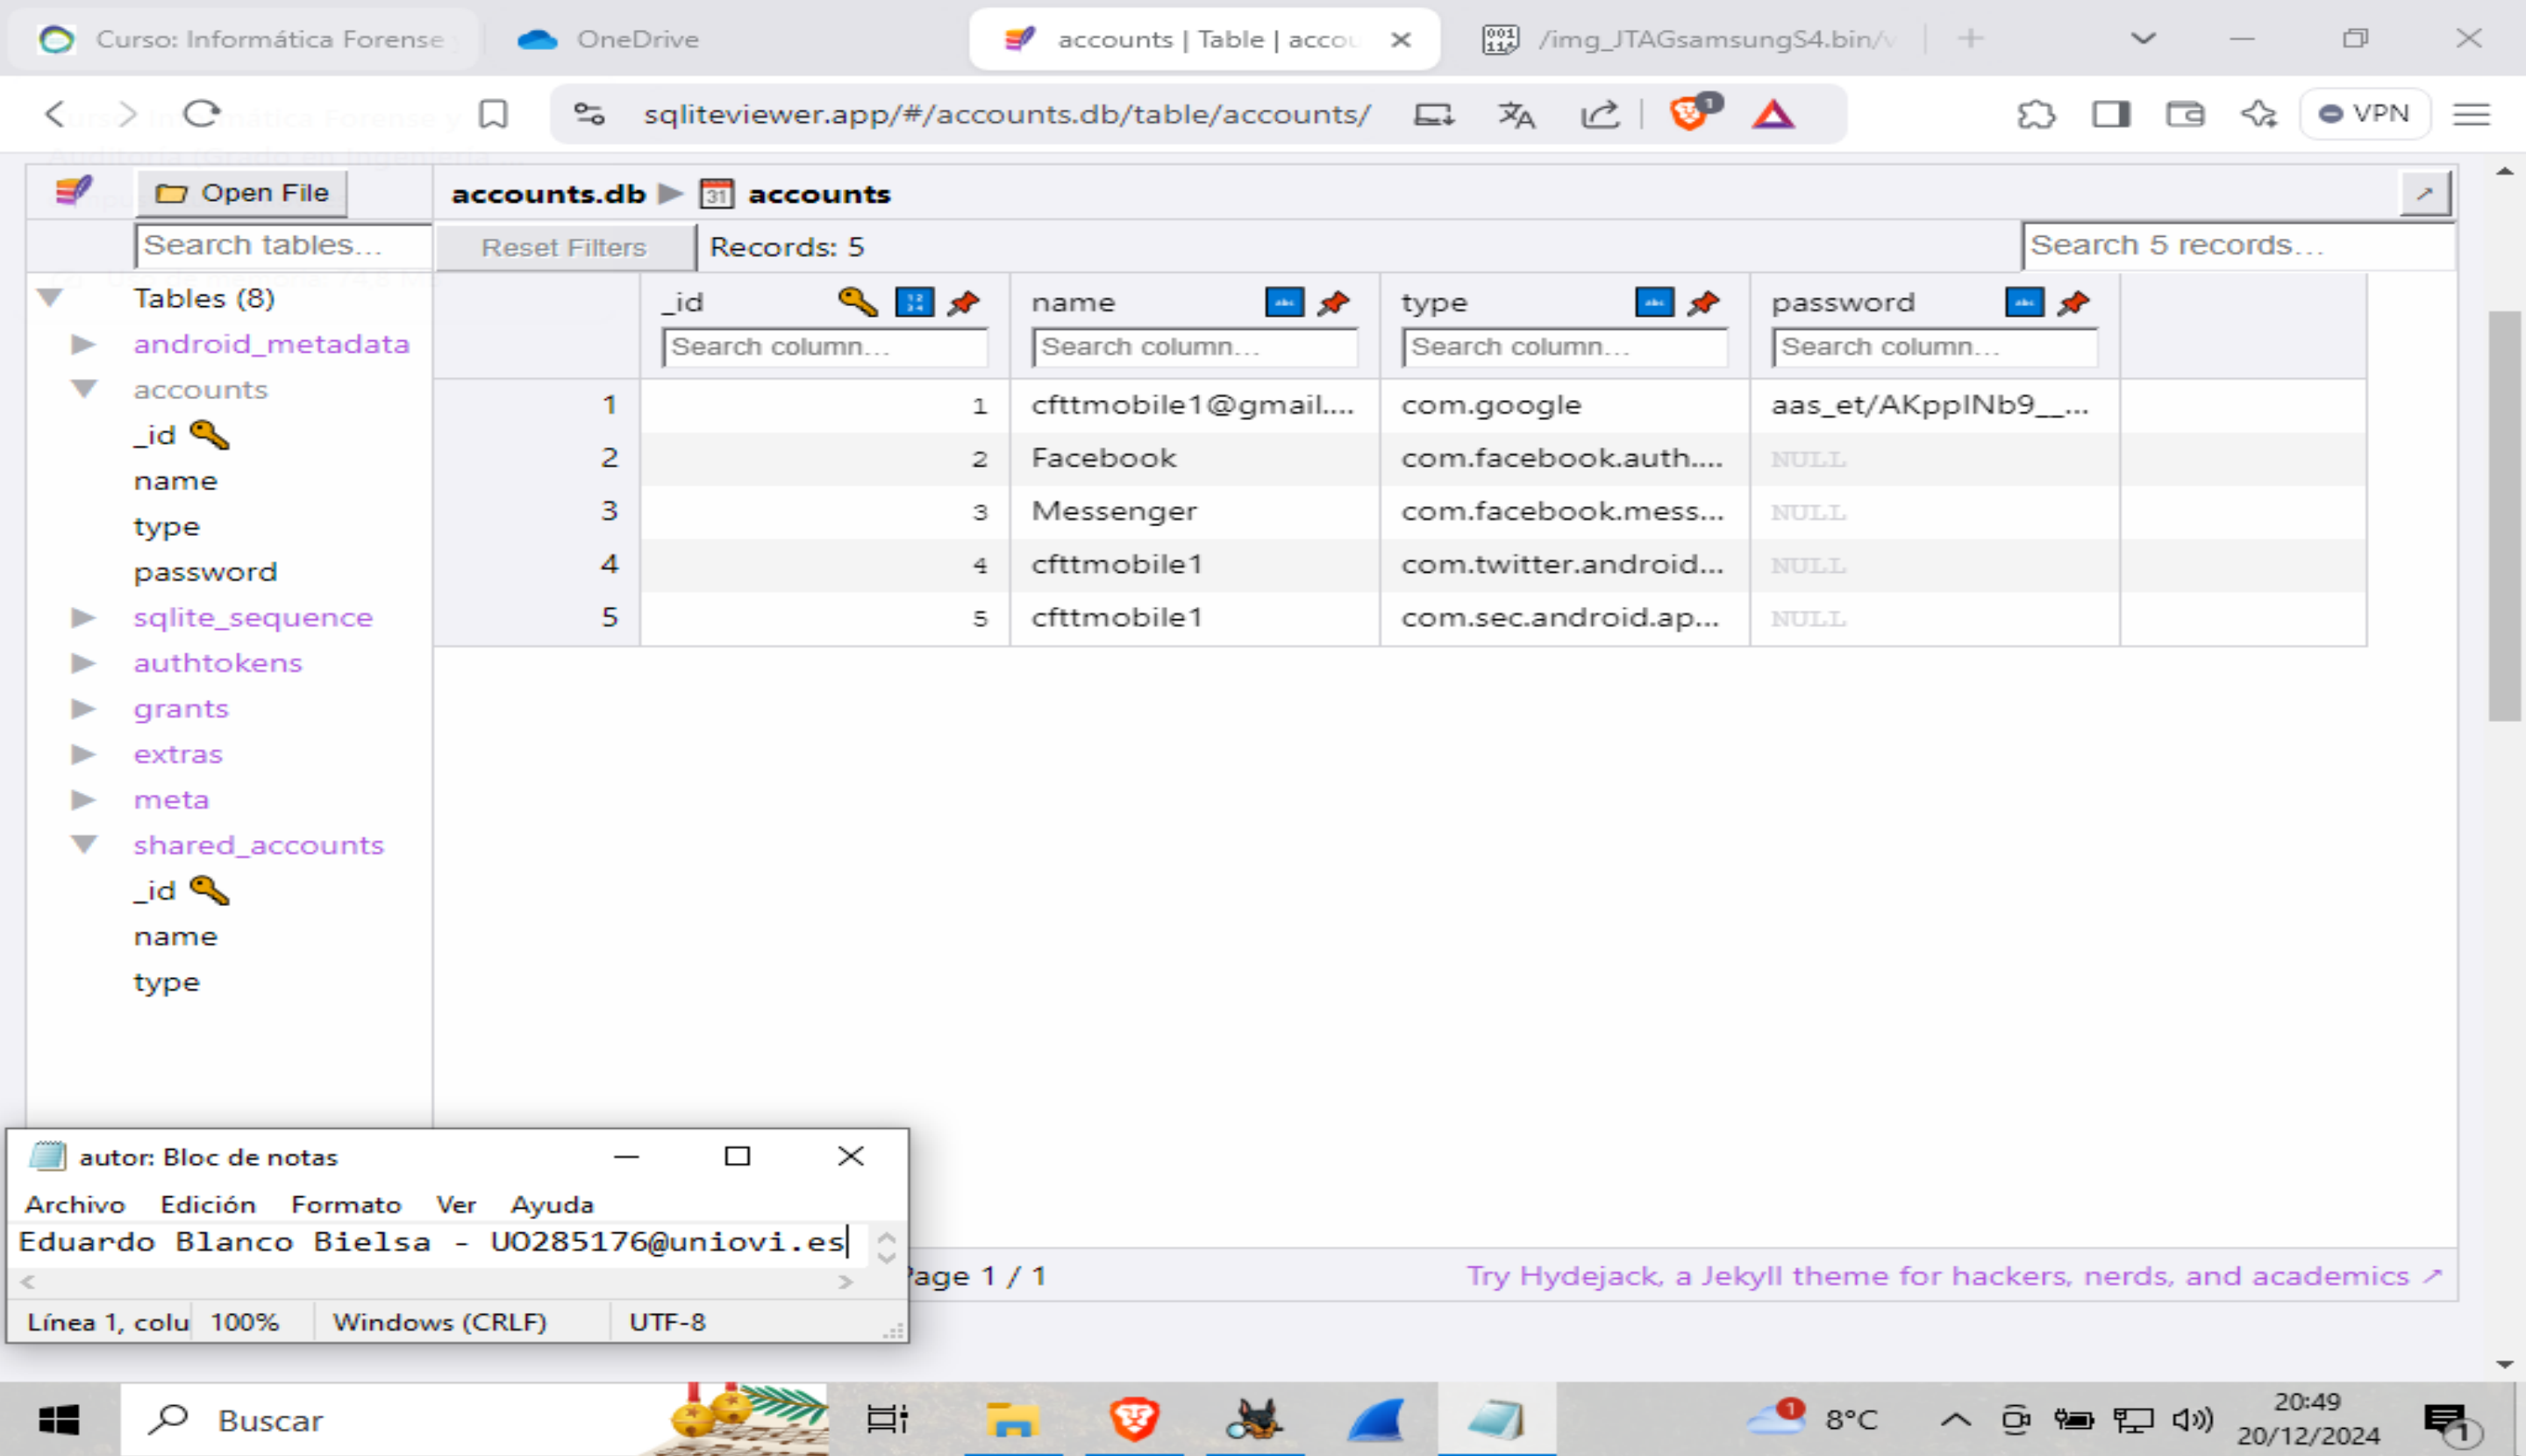 Curso: Informática Forense
OneDrive
accounts | Table | accou
/img_JTAGsamsungS4.bin/v
sqliteviewer.app/#/accounts.db/table/accounts/
1
VPN
Open File
accounts.db
31
accounts
Search tables...
Reset Filters
Records: 5
Search 5 records...
Tables (8)
android_metadata
accounts
_id
name
type
password
sqlite_sequence
authtokens
grants
extras
meta
shared_accounts
_id
name
type
_id name type password
Search column... Search column... Search column... Search column...
1 1 cfttmobile1@gmail.... com.google aas_et/AKppINb9__...
2 2 Facebook com.facebook.auth.... NULL
3 3 Messenger com.facebook.mess... NULL
4 4 cfttmobile1 com.twitter.android... NULL
5 5 cfttmobile1 com.sec.android.ap... NULL
Page 1 / 1
Try Hydejack, a Jekyll theme for hackers, nerds, and academics ↗
autor: Bloc de notas
Archivo Edición Formato Ver Ayuda
Eduardo Blanco Bielsa - UO285176@uniovi.es
Línea 1, colu 100% Windows (CRLF) UTF-8
Buscar
1
8°C
20:49
20/12/2024
1